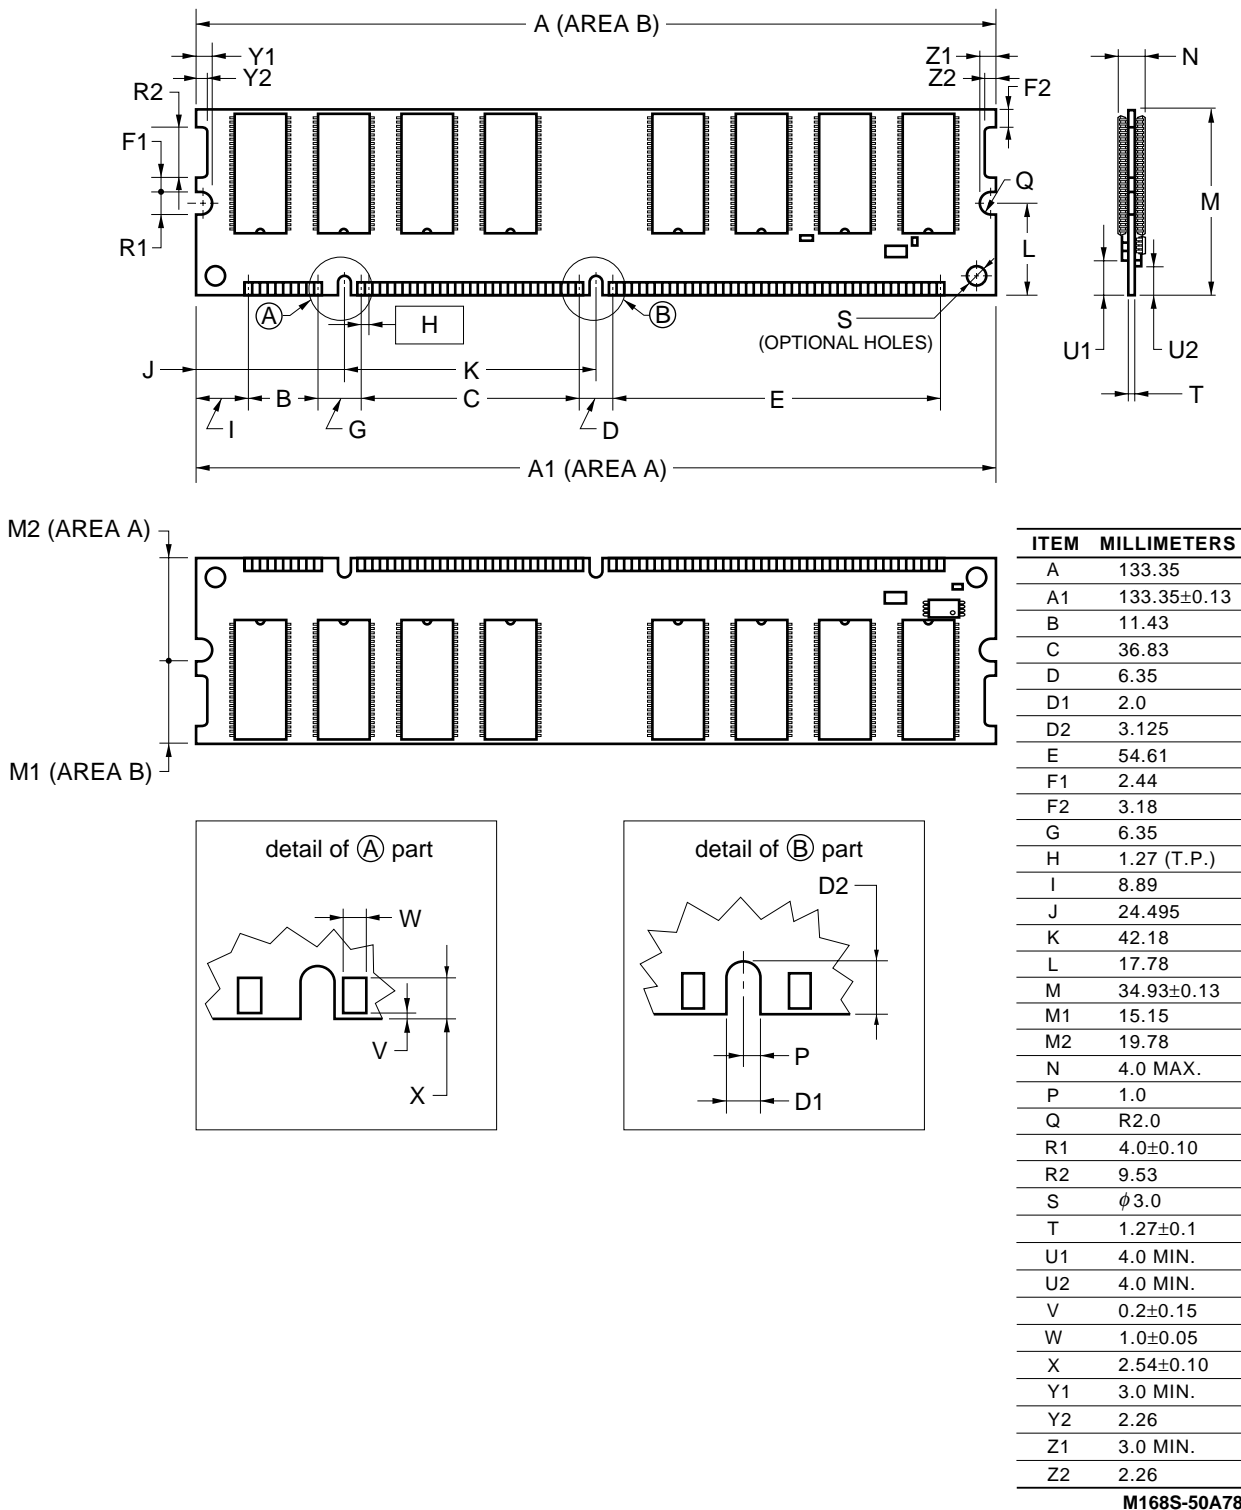 A (AREA B)
Y1
Y2
Z1
Z2
N
R2
F2
F1
Q
M
R1
L
A
H
B
S
(OPTIONAL HOLES)
U1
U2
J
K
I
B
G
C
D
E
T
A1 (AREA A)
M2 (AREA A)
M1 (AREA B)
detail of A part
W
V
X
detail of B part
D2
P
D1
ITEM MILLIMETERS
A 133.35
A1 133.35±0.13
B 11.43
C 36.83
D 6.35
D1 2.0
D2 3.125
E 54.61
F1 2.44
F2 3.18
G 6.35
H 1.27 (T.P.)
I 8.89
J 24.495
K 42.18
L 17.78
M 34.93±0.13
M1 15.15
M2 19.78
N 4.0 MAX.
P 1.0
Q R2.0
R1 4.0±0.10
R2 9.53
S ϕ3.0
T 1.27±0.1
U1 4.0 MIN.
U2 4.0 MIN.
V 0.2±0.15
W 1.0±0.05
X 2.54±0.10
Y1 3.0 MIN.
Y2 2.26
Z1 3.0 MIN.
Z2 2.26
M168S-50A78